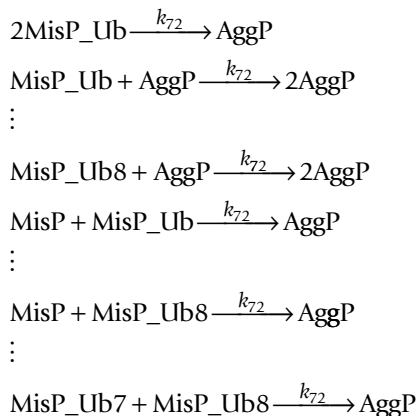 2MisP_Ub —k72→ AggP
MisP_Ub + AggP —k72→ 2AggP
⋮
MisP_Ub8 + AggP —k72→ 2AggP
MisP + MisP_Ub —k72→ AggP
⋮
MisP + MisP_Ub8 —k72→ AggP
⋮
MisP_Ub7 + MisP_Ub8 —k72→ AggP